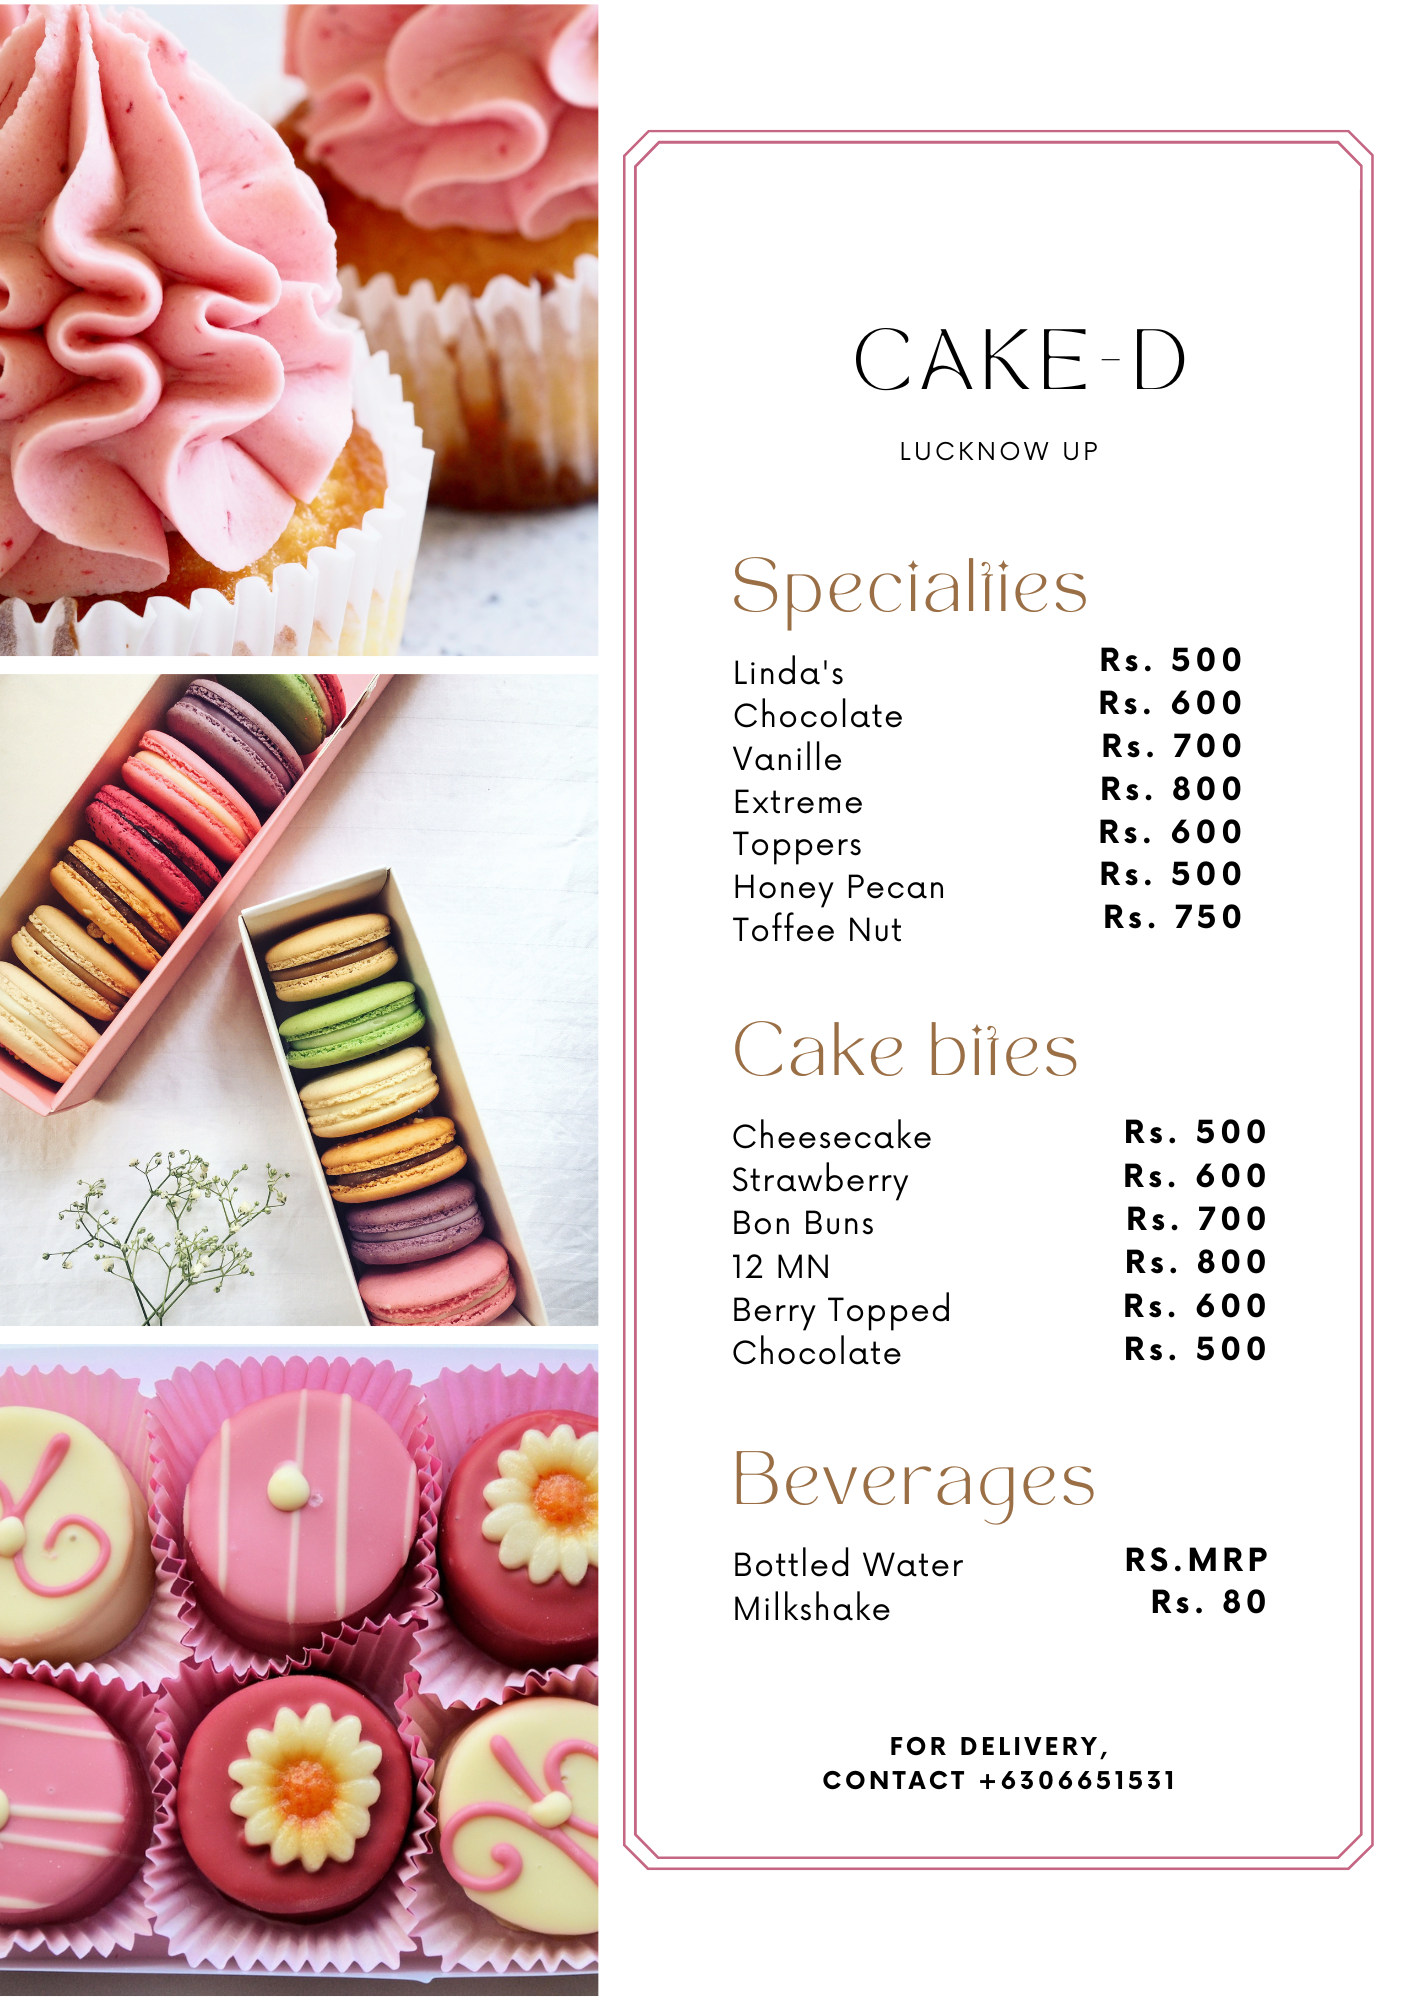 CAKE-D
LUCKNOW UP
Specialties
Linda's Rs. 500
Chocolate Rs. 600
Vanille Rs. 700
Extreme Rs. 800
Toppers Rs. 600
Honey Pecan Rs. 500
Toffee Nut Rs. 750
Cake bites
Cheesecake Rs. 500
Strawberry Rs. 600
Bon Buns Rs. 700
12 MN Rs. 800
Berry Topped Rs. 600
Chocolate Rs. 500
Beverages
Bottled Water RS.MRP
Milkshake Rs. 80
FOR DELIVERY,
CONTACT +6306651531